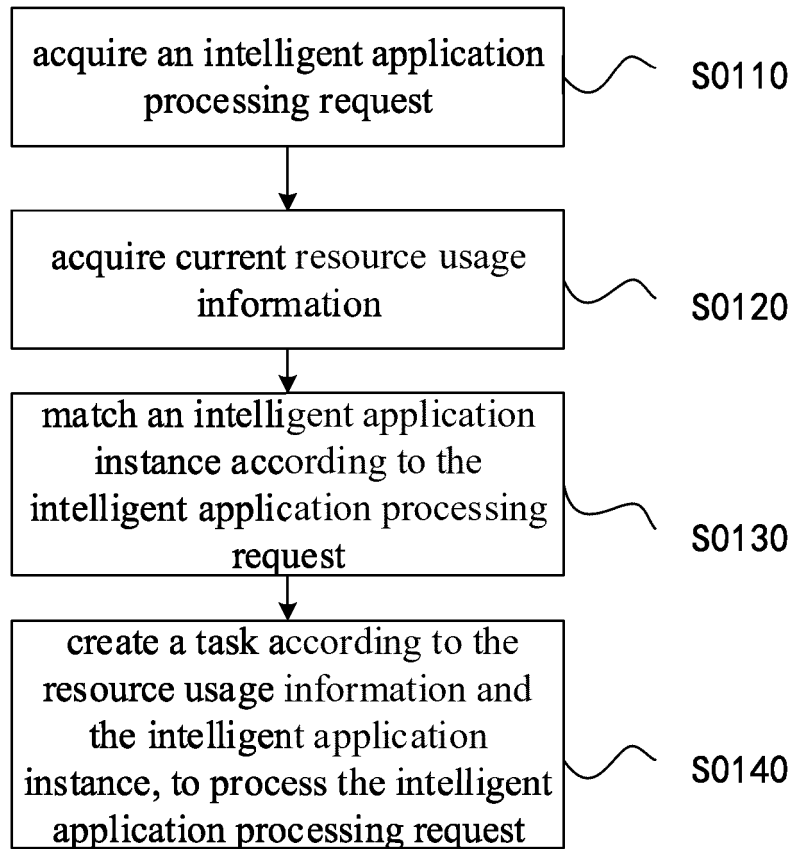 acquire an intelligent application
processing request
S0110
acquire current resource usage
information
S0120
match an intelligent application
instance according to the
intelligent application processing
request
S0130
create a task according to the
resource usage information and
the intelligent application
instance, to process the intelligent
application processing request
S0140